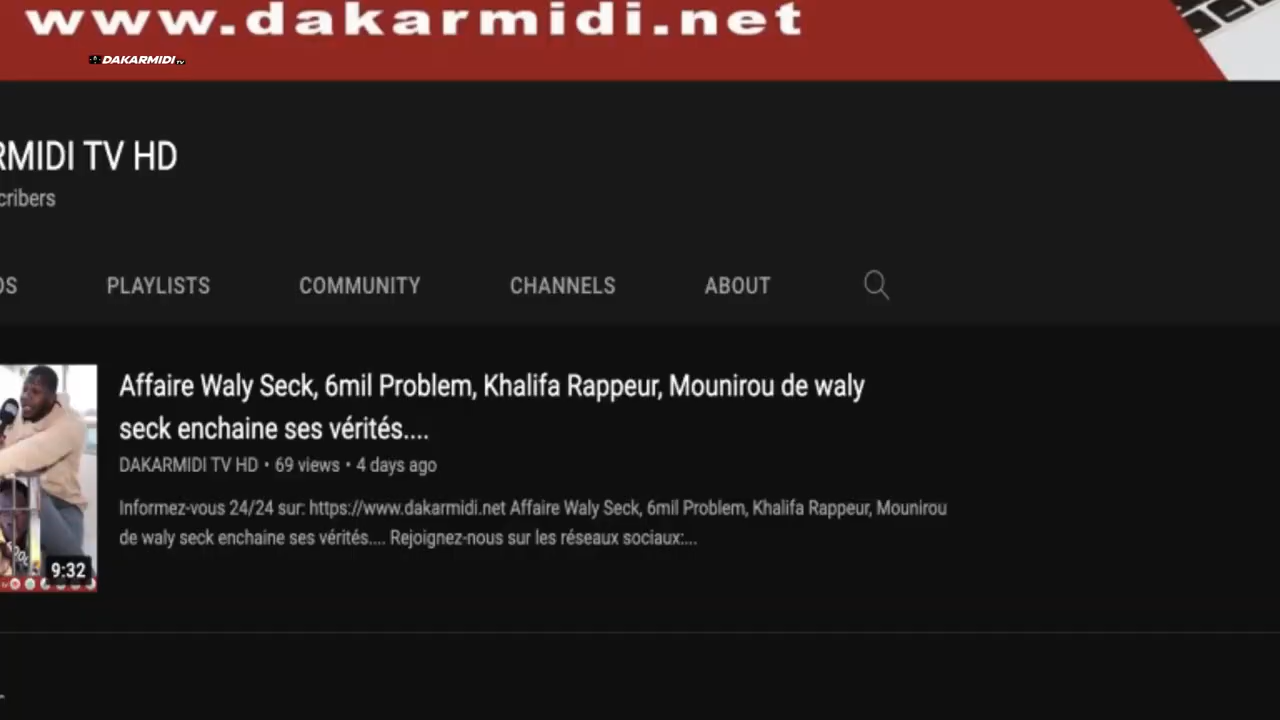 www.dakarmidi.net
DAKARMIDI TV
RMIDI TV HD
cribers
OS PLAYLISTS COMMUNITY CHANNELS ABOUT
Affaire Waly Seck, 6mil Problem, Khalifa Rappeur, Mounirou de waly
seck enchaine ses vérités....
DAKARMIDI TV HD • 69 views • 4 days ago
Informez-vous 24/24 sur: https://www.dakarmidi.net Affaire Waly Seck, 6mil Problem, Khalifa Rappeur, Mounirou
de waly seck enchaine ses vérités.... Rejoignez-nous sur les réseaux sociaux:...
9:32